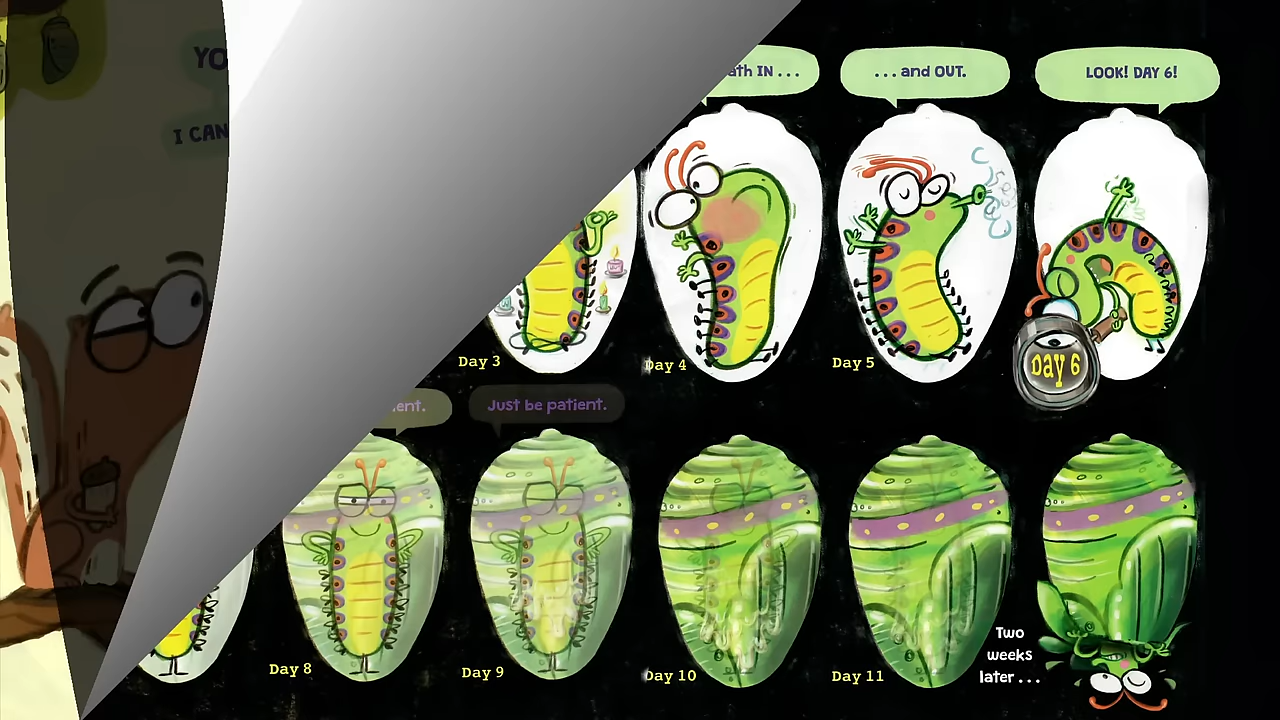 YO
I CAN
ath IN . . .
. . . and OUT.
LOOK! DAY 6!
Day 3
Day 4
Day 5
Day 6
ent.
Just be patient.
Day 8
Day 9
Day 10
Day 11
Two
weeks
later . . .